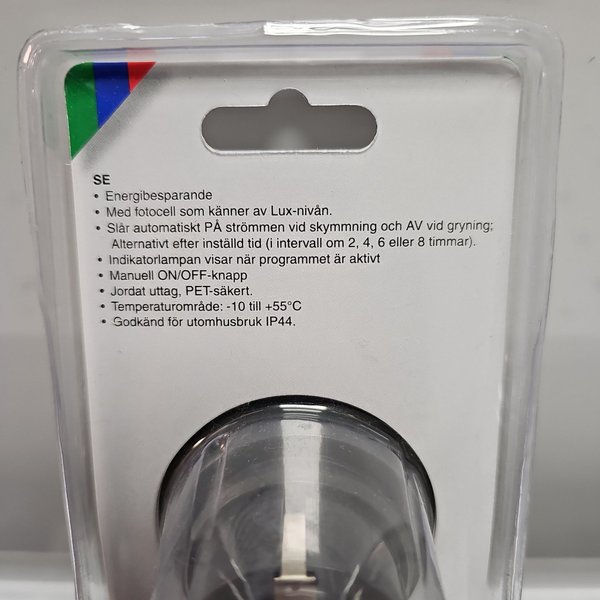 SE
• Energibesparande
• Med fotocell som känner av Lux-nivån.
• Slår automatiskt PÅ strömmen vid skymmning och AV vid gryning;
Alternativt efter inställd tid (i intervall om 2, 4, 6 eller 8 timmar).
• Indikatorlampan visar när programmet är aktivt
• Manuell ON/OFF-knapp
• Jordat uttag, PET-säkert.
• Temperaturområde: -10 till +55°C
• Godkänd för utomhusbruk IP44.